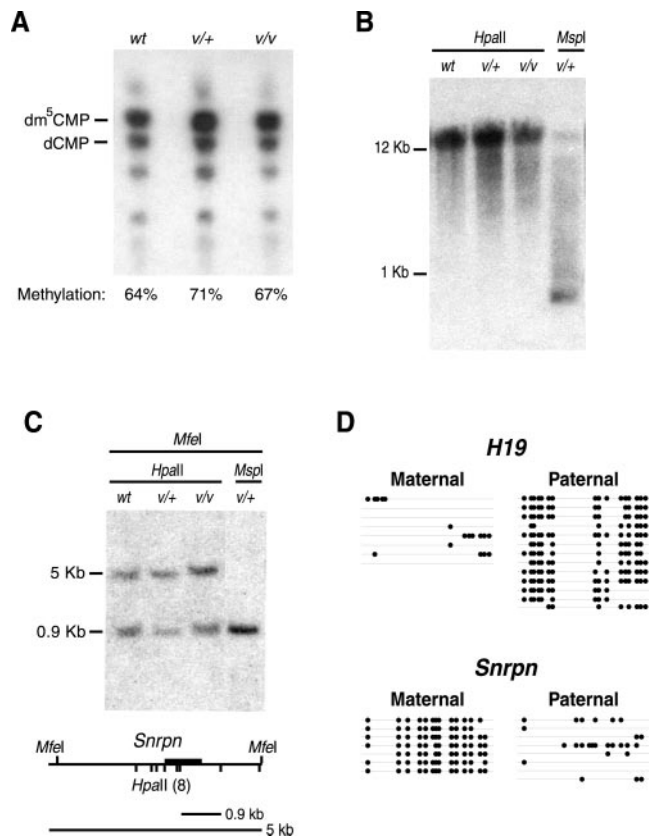 A
wt v/+ v/v
dm⁵CMP
dCMP
Methylation: 64% 71% 67%
B
HpaII MspI
wt v/+ v/v v/+
12 Kb
1 Kb
C
MfeI
HpaII MspI
wt v/+ v/v v/+
5 Kb
0.9 Kb
MfeI Snrpn MfeI
HpaII (8)
0.9 kb
5 kb
D
H19
Maternal Paternal
Snrpn
Maternal Paternal